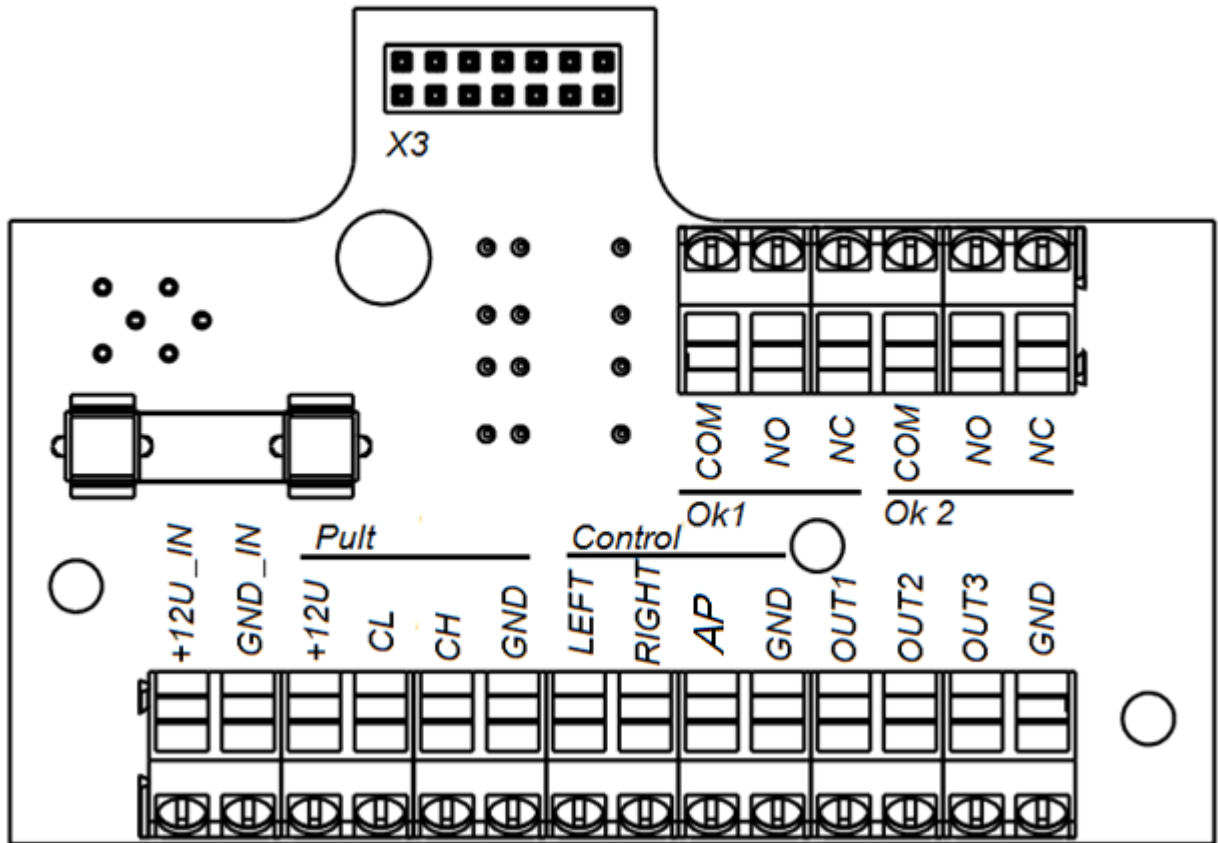 X3
COM NO NC COM NO NC
Ok1 Ok 2
Pult Control
+12U_IN GND_IN +12U CL CH GND LEFT RIGHT AP GND OUT1 OUT2 OUT3 GND